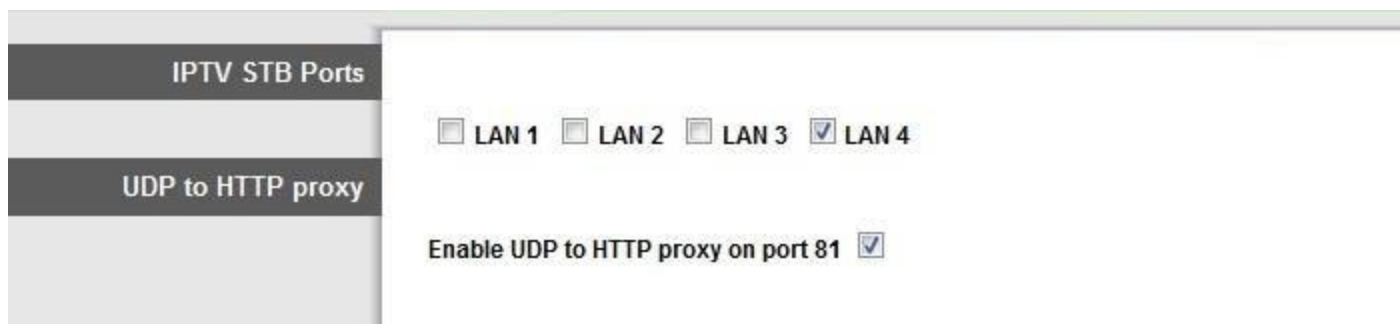 IPTV STB Ports
LAN 1 LAN 2 LAN 3 LAN 4
UDP to HTTP proxy
Enable UDP to HTTP proxy on port 81